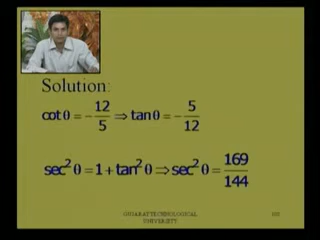 Solution:
cot θ = − 12/5 ⇒ tan θ = − 5/12
sec² θ = 1 + tan² θ ⇒ sec² θ = 169/144
GUJARAT TECHNOLOGICAL
UNIVERSITY